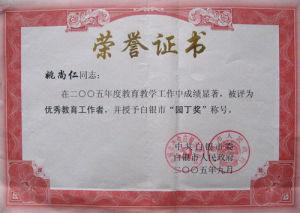 荣誉证书
姚尚仁同志：
在二〇〇五年度教育教学工作中成绩显著，被评为
优秀教育工作者，并授予白银市“园丁奖”称号。
中共白银市委
白银市人民政府
二〇〇五年九月